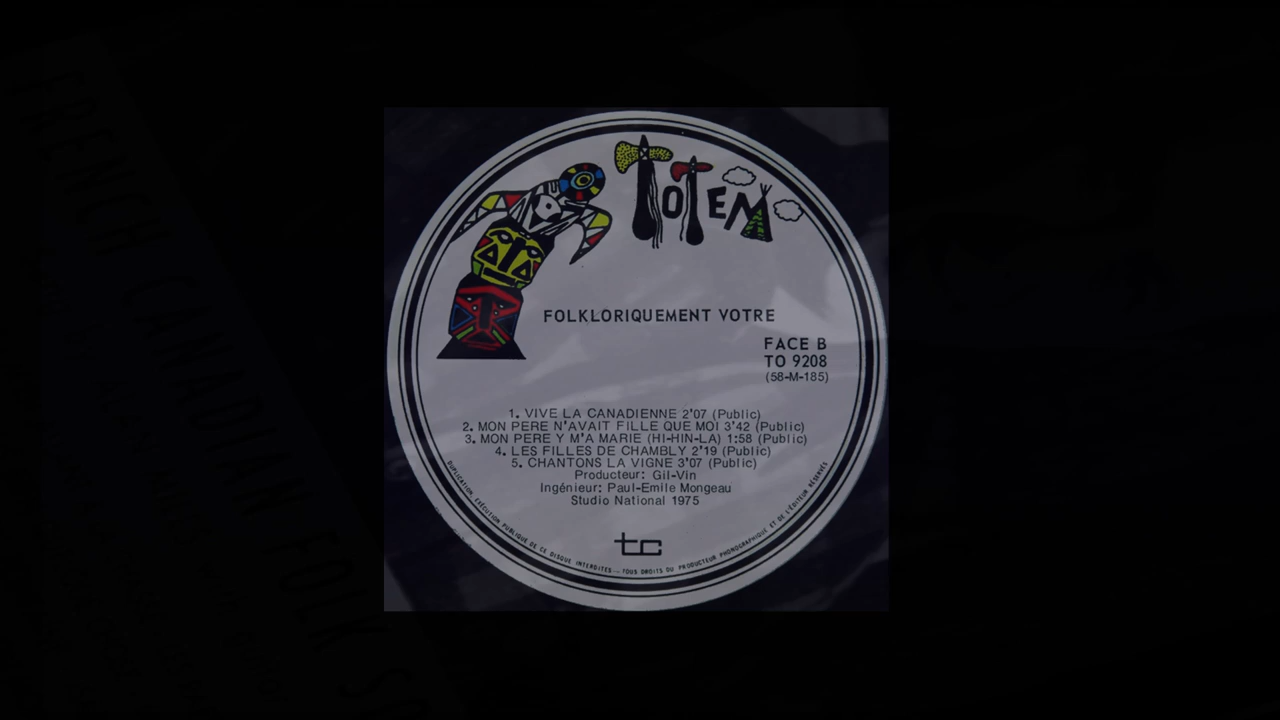 TOTEM
FOLKLORIQUEMENT VOTRE
FACE B
TO 9208
(58-M-185)
1. VIVE LA CANADIENNE 2'07 (Public)
2. MON PERE N'AVAIT FILLE QUE MOI 3'42 (Public)
3. MON PERE Y M'A MARIE (HI-HIN-LA) 1:58 (Public)
4. LES FILLES DE CHAMBLY 2'19 (Public)
5. CHANTONS LA VIGNE 3'07 (Public)
Producteur: Gil-Vin
Ingénieur: Paul-Emile Mongeau
Studio National 1975
tc
DUPLICATION, EXÉCUTION PUBLIQUE DE CE DISQUE INTERDITES -- TOUS DROITS DU PRODUCTEUR PHONOGRAPHIQUE ET DE L'ÉDITEUR RÉSERVÉS
FRENCH CANADIAN FOLK